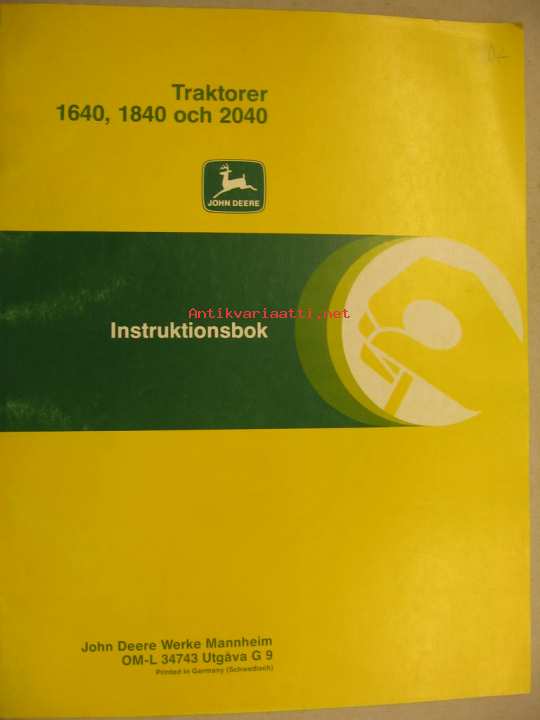 Traktorer
1640, 1840 och 2040
JOHN DEERE
Antikvariaatti.net
Instruktionsbok
John Deere Werke Mannheim
OM-L 34743 Utgåva G 9
Printed in Germany (Schwedisch)